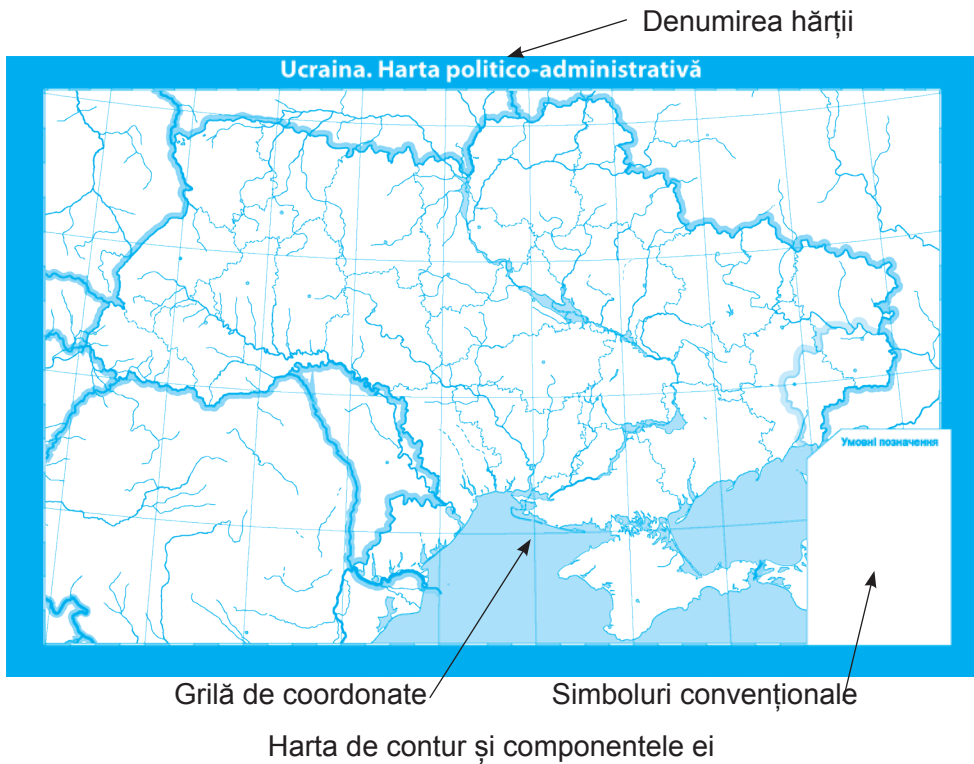 Denumirea hărții
Ucraina. Harta politico-administrativă
Умовні позначення
Grilă de coordonate
Simboluri convenționale
Harta de contur și componentele ei